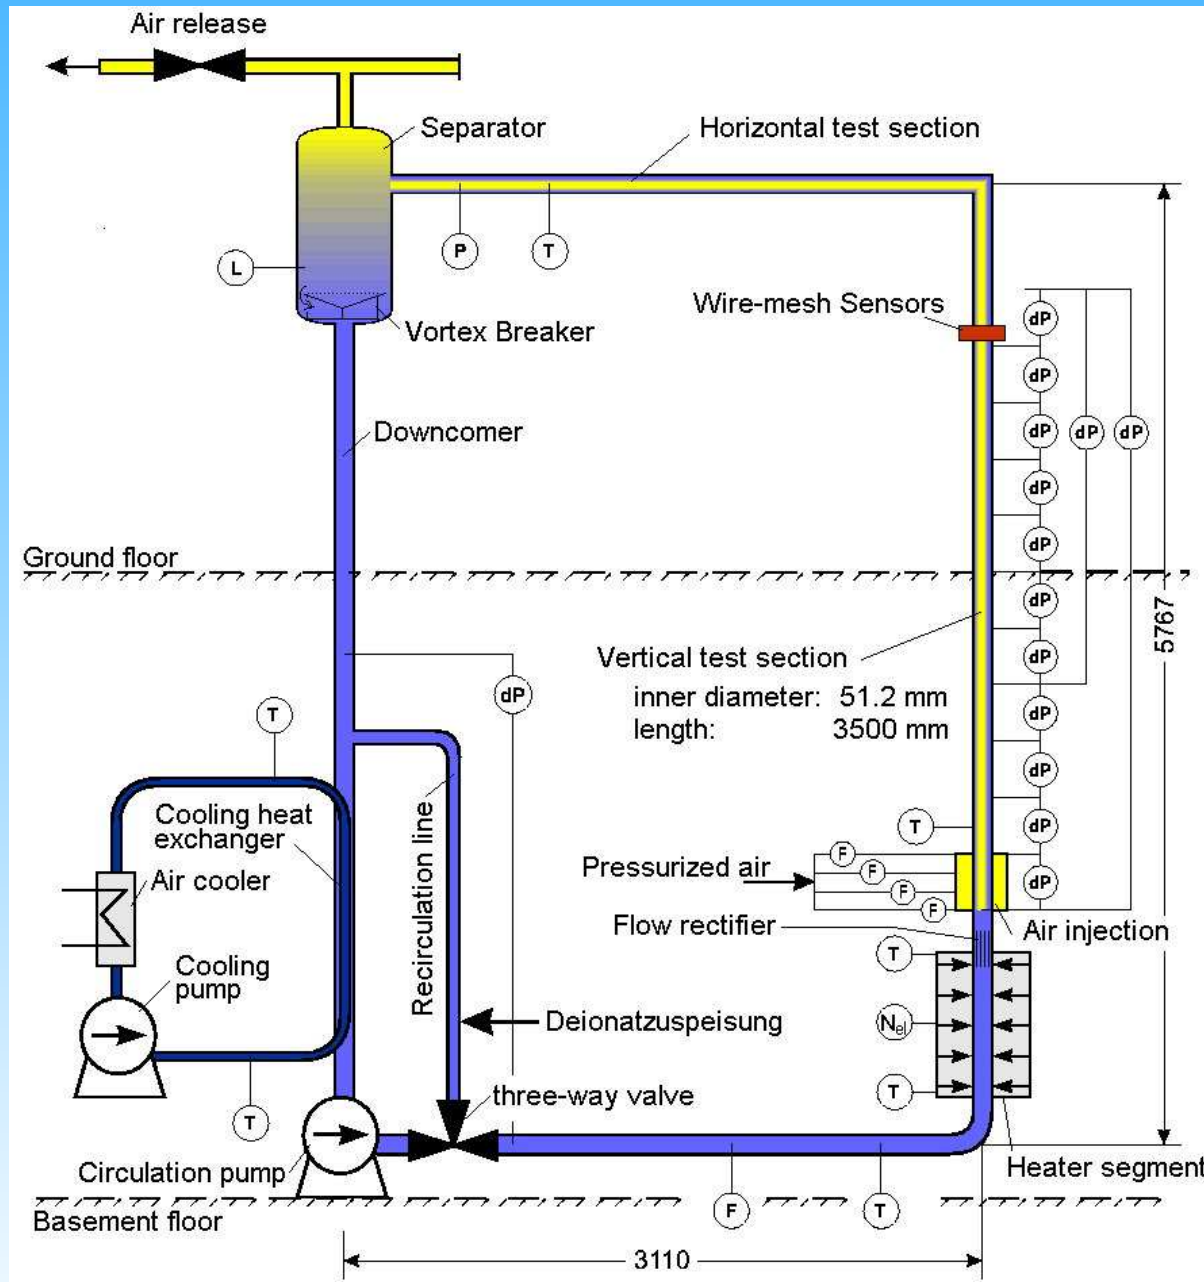 Air release
Separator
Horizontal test section
L
P
T
Wire-mesh Sensors
Vortex Breaker
dP
dP
dP
dP
dP
dP
dP
Downcomer
Ground floor
dP
dP
dP
dP
dP
dP
5767
Vertical test section
inner diameter: 51.2 mm
length: 3500 mm
dP
T
Cooling heat
exchanger
Recirculation line
T
Air cooler
Pressurized air
F
F
F
F
Flow rectifier
Air injection
T
Cooling
pump
Deionatzuspeisung
Nel
T
three-way valve
T
Circulation pump
Heater segment
F
T
Basement floor
3110